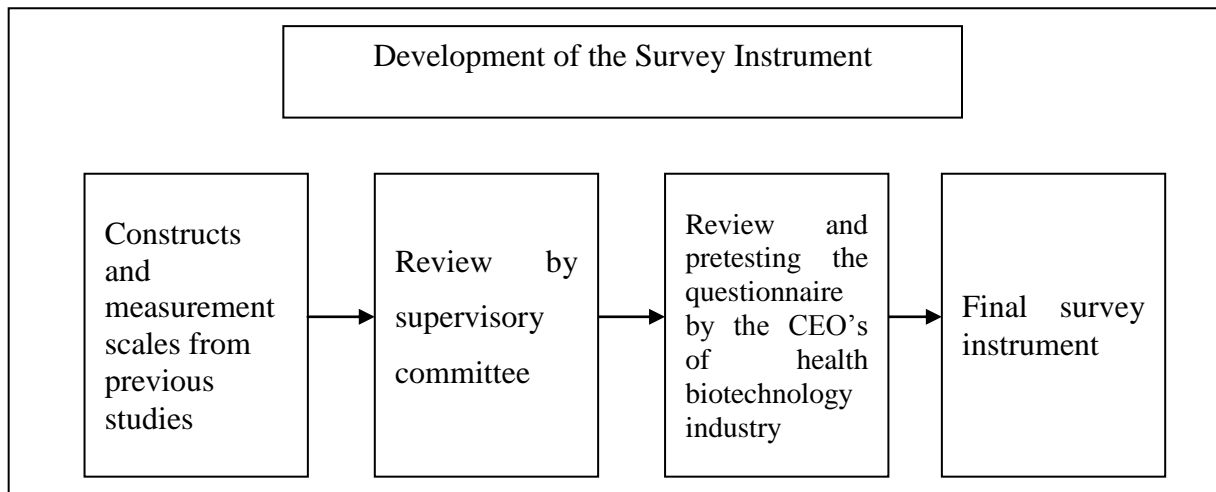 Development of the Survey Instrument
Constructs
and
measurement
scales from
previous
studies
Review by
supervisory
committee
Review and
pretesting the
questionnaire
by the CEO’s
of health
biotechnology
industry
Final survey
instrument